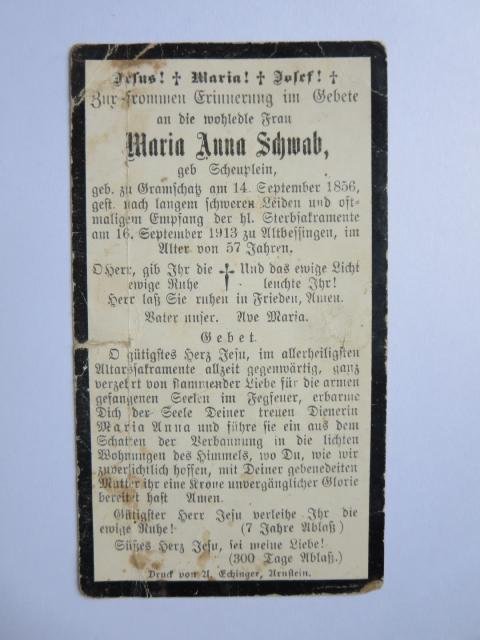 Jesus! † Maria! † Josef! †
Zur frommen Erinnerung im Gebete
an die wohledle Frau
Maria Anna Schwab,
geb Scheuplein,
geb. zu Gramschatz am 14. September 1856,
gest. nach langem schweren Leiden und oft-
maligem Empfang der hl. Sterbsakramente
am 16. September 1913 zu Altbessingen, im
Alter von 57 Jahren.
O Herr, gib Ihr die † Und das ewige Licht
ewige Ruhe leuchte Ihr!
Herr laß Sie ruhen in Frieden, Amen.
Vater unser. Ave Maria.
Gebet
O gütigstes Herz Jesu, im allerheiligsten
Altarssakramente allzeit gegenwärtig, ganz
verzehrt von flammender Liebe für die armen
gefangenen Seelen im Fegfeuer, erbarme
Dich der Seele Deiner treuen Dienerin
Maria Anna und führe sie ein aus dem
Schatten der Verbannung in die lichten
Wohnungen des Himmels, wo Du, wie wir
zuversichtlich hoffen, mit Deiner gebenedeiten
Mutter ihr eine Krone unvergänglicher Glorie
bereitet hast Amen.
Gütigster Herr Jesu verleihe Ihr die
ewige Ruhe! (7 Jahre Ablaß)
Süßes Herz Jesu, sei meine Liebe!
(300 Tage Ablaß.)
Druck von A. Echinger, Arnstein.